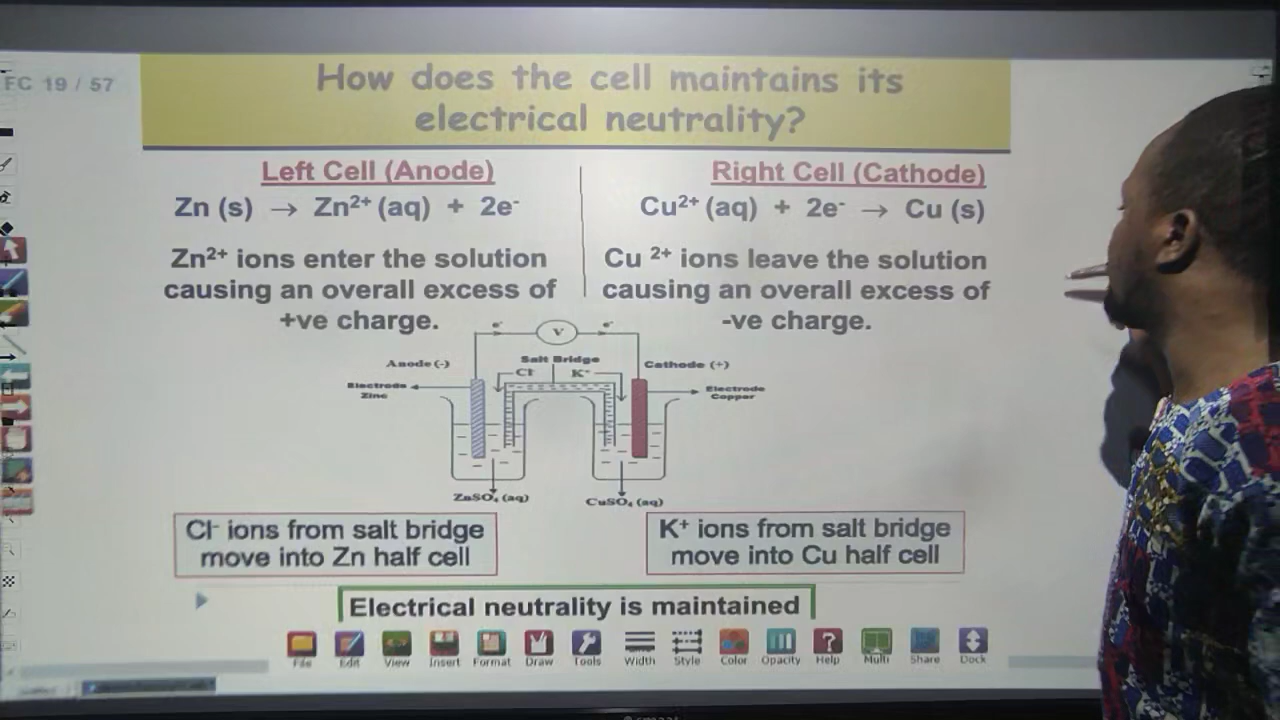 FC 19 / 57
How does the cell maintains its
electrical neutrality?
Left Cell (Anode)
Zn (s) → Zn²⁺ (aq) + 2e⁻
Zn²⁺ ions enter the solution
causing an overall excess of
+ve charge.
Right Cell (Cathode)
Cu²⁺ (aq) + 2e⁻ → Cu (s)
Cu ²⁺ ions leave the solution
causing an overall excess of
-ve charge.
e⁻ V e⁻
Anode (-) Salt Bridge Cathode (+)
Cl⁻ K⁺
Electrode
Zinc
Electrode
Copper
ZnSO₄ (aq) CuSO₄ (aq)
Cl⁻ ions from salt bridge
move into Zn half cell
K⁺ ions from salt bridge
move into Cu half cell
Electrical neutrality is maintained
File Edit View Insert Format Draw Tools Width Style Color Opacity Help Multi Share Dock